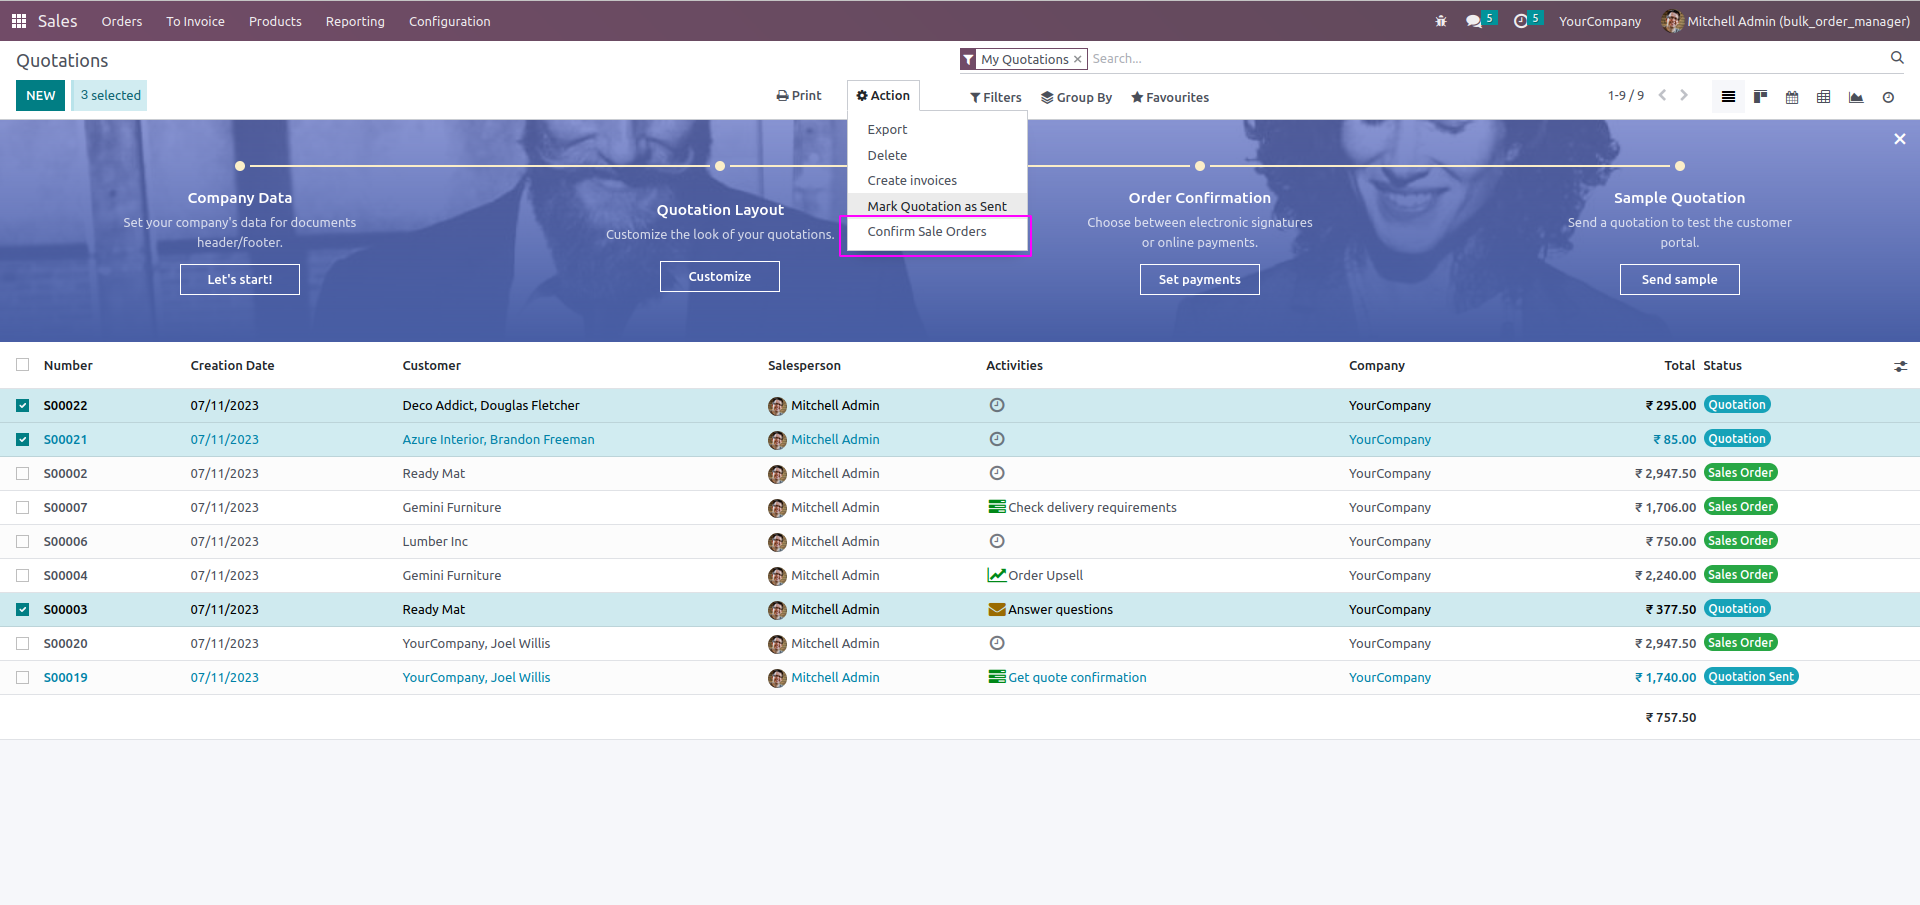 Sales Orders To Invoice Products Reporting Configuration 5 5 YourCompany Mitchell Admin (bulk_order_manager)
Quotations My Quotations × Search...
NEW 3 selected Print Action Filters Group By Favourites 1-9 / 9
Export
Delete
Create invoices
Mark Quotation as Sent
Confirm Sale Orders
Company Data
Set your company's data for documents
header/footer.
Let's start!
Quotation Layout
Customize the look of your quotations.
Customize
Order Confirmation
Choose between electronic signatures
or online payments.
Set payments
Sample Quotation
Send a quotation to test the customer
portal.
Send sample
Number Creation Date Customer Salesperson Activities Company Total Status
S00022 07/11/2023 Deco Addict, Douglas Fletcher Mitchell Admin YourCompany ₹ 295.00 Quotation
S00021 07/11/2023 Azure Interior, Brandon Freeman Mitchell Admin YourCompany ₹ 85.00 Quotation
S00002 07/11/2023 Ready Mat Mitchell Admin YourCompany ₹ 2,947.50 Sales Order
S00007 07/11/2023 Gemini Furniture Mitchell Admin Check delivery requirements YourCompany ₹ 1,706.00 Sales Order
S00006 07/11/2023 Lumber Inc Mitchell Admin YourCompany ₹ 750.00 Sales Order
S00004 07/11/2023 Gemini Furniture Mitchell Admin Order Upsell YourCompany ₹ 2,240.00 Sales Order
S00003 07/11/2023 Ready Mat Mitchell Admin Answer questions YourCompany ₹ 377.50 Quotation
S00020 07/11/2023 YourCompany, Joel Willis Mitchell Admin YourCompany ₹ 2,947.50 Sales Order
S00019 07/11/2023 YourCompany, Joel Willis Mitchell Admin Get quote confirmation YourCompany ₹ 1,740.00 Quotation Sent
₹ 757.50